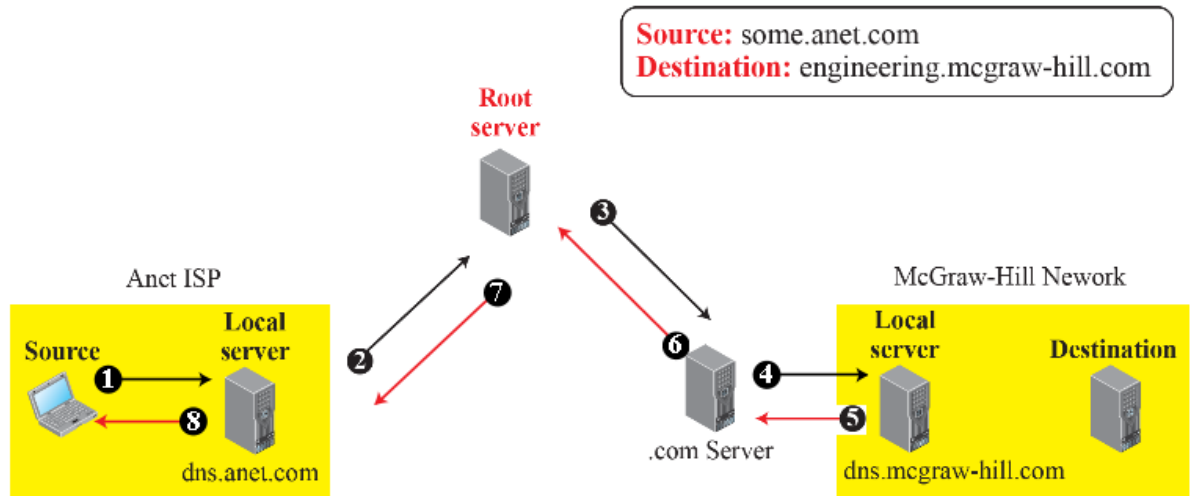 Source: some.anet.com
Destination: engineering.mcgraw-hill.com
Root
server
3
Anet ISP
7
McGraw-Hill Nework
Source
Local
server
2
6
Local
server
Destination
1
4
8
5
dns.anet.com
.com Server
dns.mcgraw-hill.com